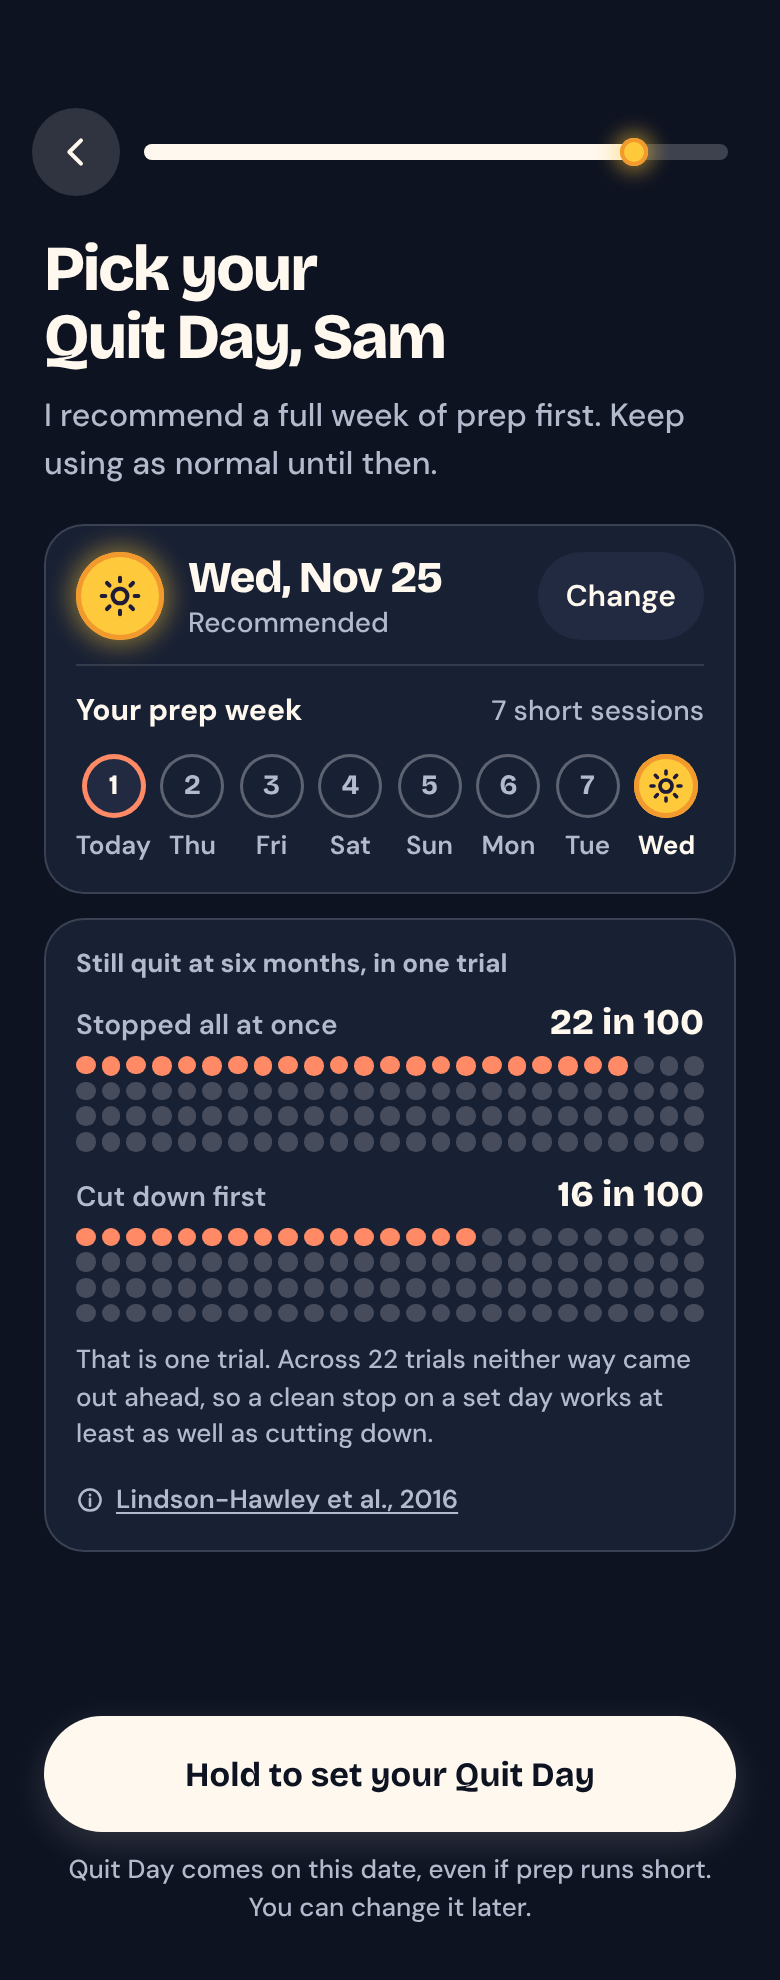 Pick your
Quit Day, Sam
I recommend a full week of prep first. Keep
using as normal until then.
Wed, Nov 25
Recommended
Change
Your prep week
7 short sessions
1 2 3 4 5 6 7
Today Thu Fri Sat Sun Mon Tue Wed
Still quit at six months, in one trial
Stopped all at once
22 in 100
Cut down first
16 in 100
That is one trial. Across 22 trials neither way came
out ahead, so a clean stop on a set day works at
least as well as cutting down.
Lindson-Hawley et al., 2016
Hold to set your Quit Day
Quit Day comes on this date, even if prep runs short.
You can change it later.